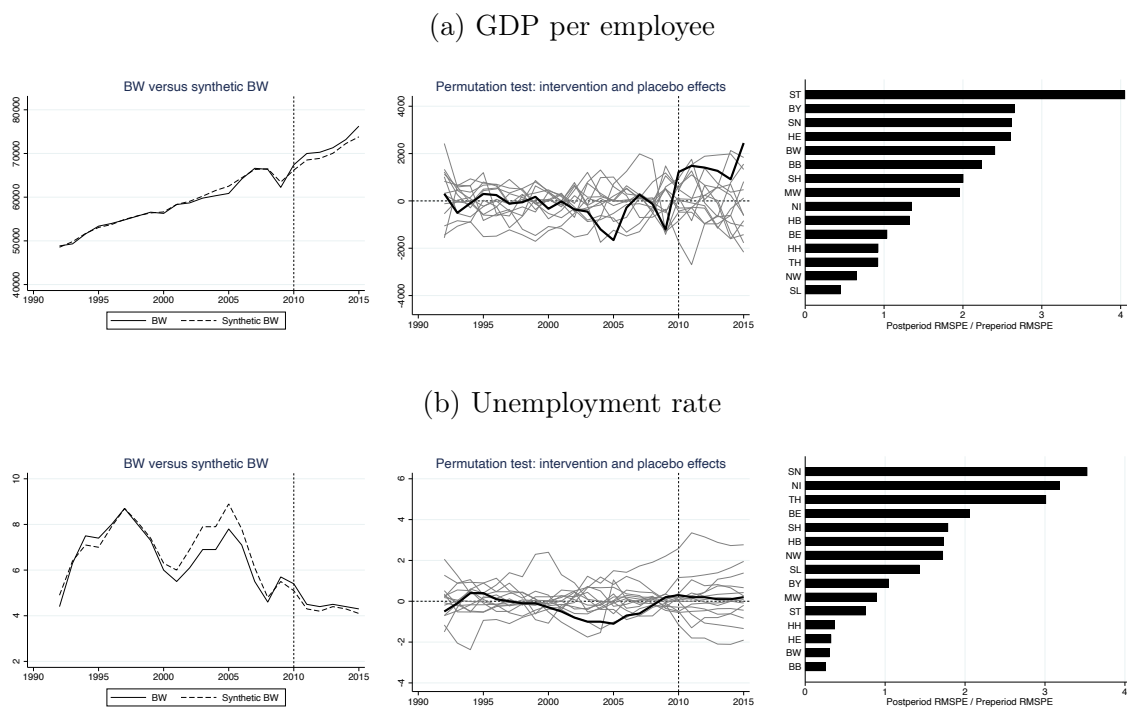 (a) GDP per employee
BW versus synthetic BW
80000
70000
60000
50000
40000
1990 1995 2000 2005 2010 2015
BW Synthetic BW
Permutation test: intervention and placebo effects
4000
2000
0
-2000
-4000
1990 1995 2000 2005 2010 2015
ST
BY
SN
HE
BW
BB
SH
MW
NI
HB
BE
HH
TH
NW
SL
0 1 2 3 4
Postperiod RMSPE / Preperiod RMSPE
(b) Unemployment rate
BW versus synthetic BW
10
8
6
4
2
1990 1995 2000 2005 2010 2015
BW Synthetic BW
Permutation test: intervention and placebo effects
6
4
2
0
-2
-4
1990 1995 2000 2005 2010 2015
SN
NI
TH
BE
SH
HB
NW
SL
BY
MW
ST
HH
HE
BW
BB
0 1 2 3 4
Postperiod RMSPE / Preperiod RMSPE